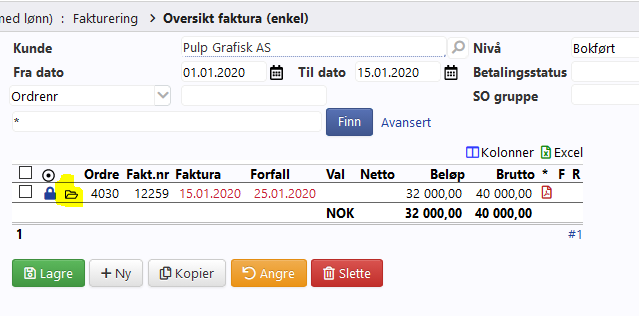 med lønn) : Fakturering > Oversikt faktura (enkel)
Kunde Pulp Grafisk AS Nivå Bokført
Fra dato 01.01.2020 Til dato 15.01.2020 Betalingsstatus
Ordrenr SO gruppe
* Finn Avansert
Kolonner Excel
Ordre Fakt.nr Faktura Forfall Val Netto Beløp Brutto * F R
4030 12259 15.01.2020 25.01.2020 32 000,00 40 000,00
NOK 32 000,00 40 000,00
1 #1
Lagre + Ny Kopier Angre Slette